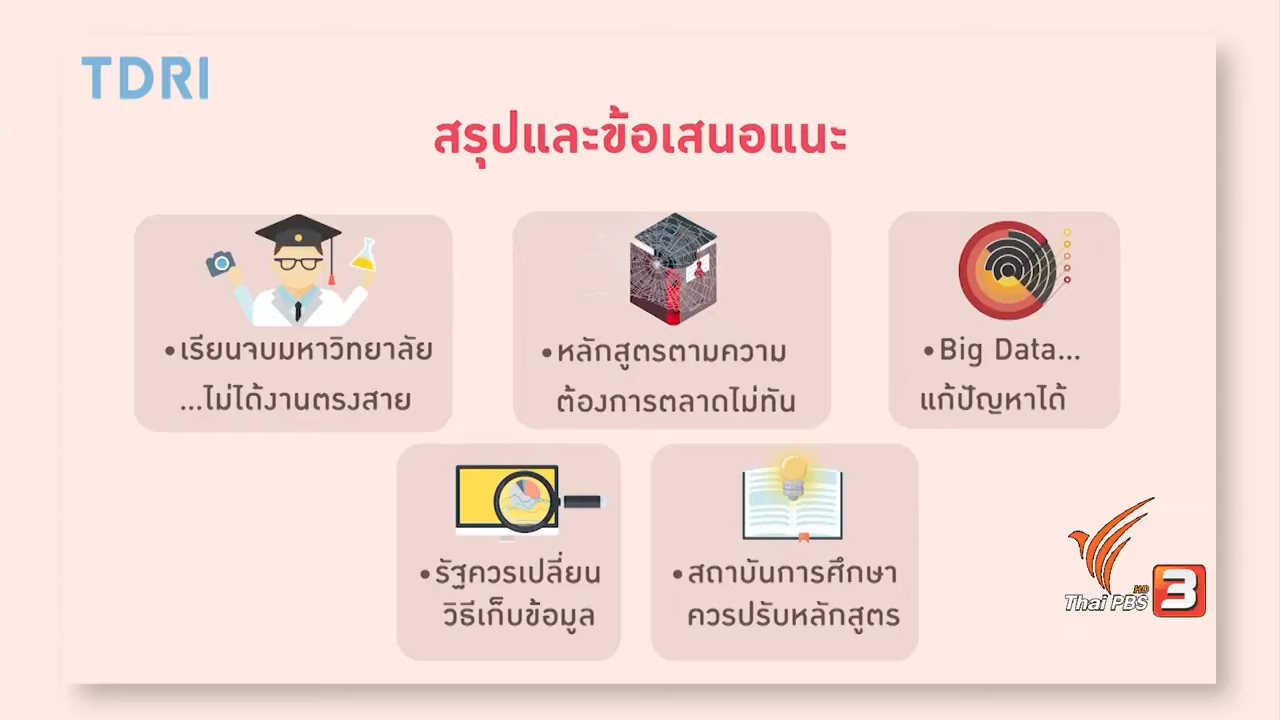 TDRI
สรุปและข้อเสนอแนะ
•เรียนจบมหาวิทยาลัย
...ไม่ได้งานตรงสาย
•หลักสูตรตามความ
ต้องการตลาดไม่ทัน
•Big Data...
แก้ปัญหาได้
•รัฐควรเปลี่ยน
วิธีเก็บข้อมูล
•สถาบันการศึกษา
ควรปรับหลักสูตร
HD
Thai PBS 3